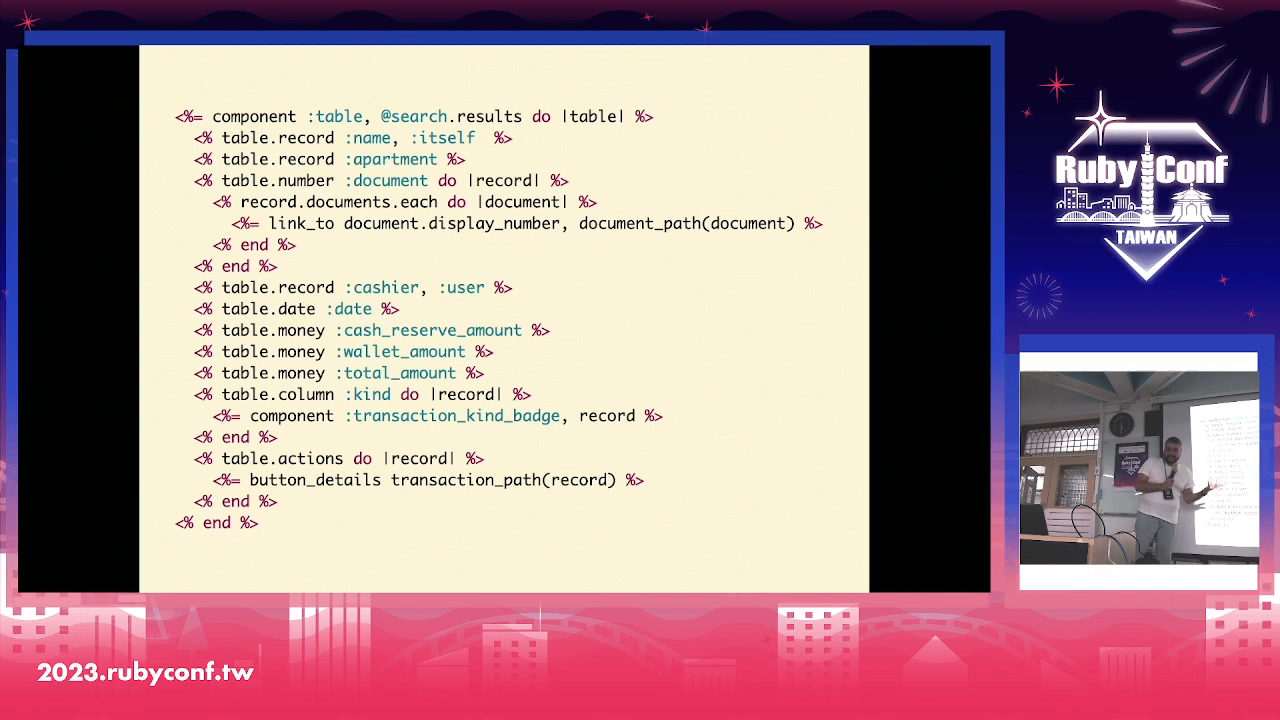 <%= component :table, @search.results do |table| %>
<% table.record :name, :itself  %>
<% table.record :apartment %>
<% table.number :document do |record| %>
<% record.documents.each do |document| %>
<%= link_to document.display_number, document_path(document) %>
<% end %>
<% end %>
<% table.record :cashier, :user %>
<% table.date :date %>
<% table.money :cash_reserve_amount %>
<% table.money :wallet_amount %>
<% table.money :total_amount %>
<% table.column :kind do |record| %>
<%= component :transaction_kind_badge, record %>
<% end %>
<% table.actions do |record| %>
<%= button_details transaction_path(record) %>
<% end %>
<% end %>
RubyConf
TAIWAN
2023.rubyconf.tw